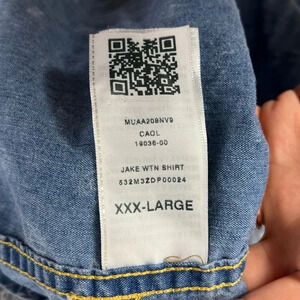 MUAA209NV9
CAOL
19036-00
JAKE WTN SHIRT
532M3ZDP00024
XXX-LARGE